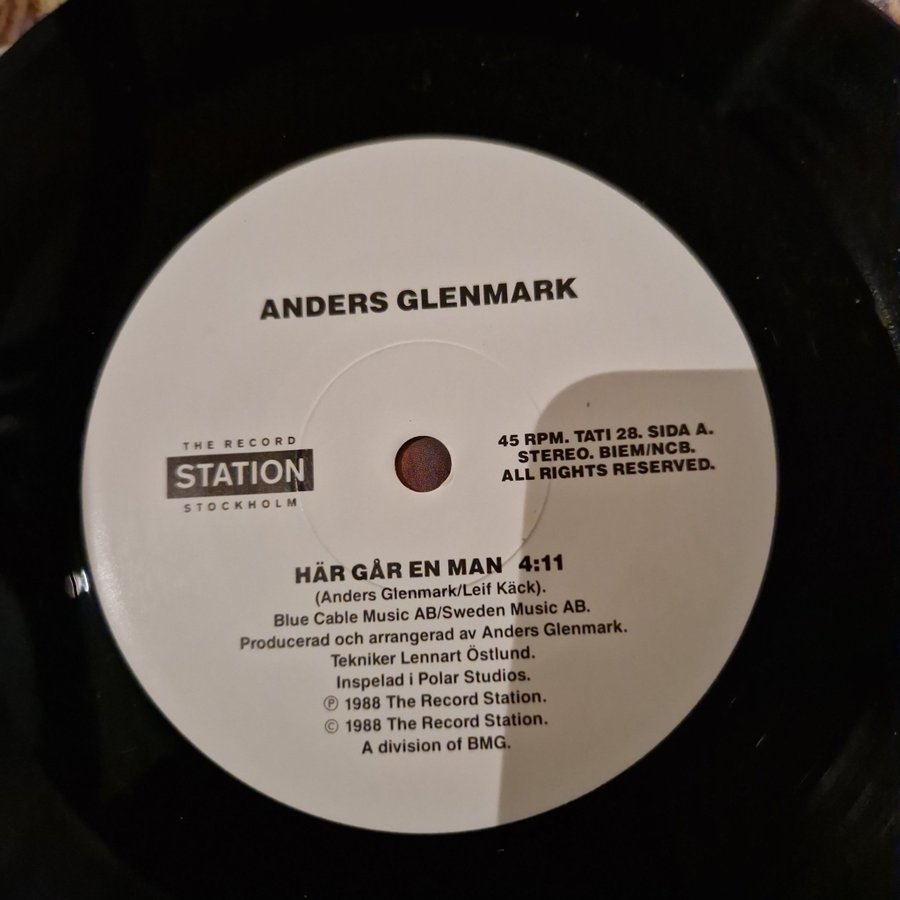 ANDERS GLENMARK
THE RECORD
STATION
STOCKHOLM
45 RPM. TATI 28. SIDA A.
STEREO. BIEM/NCB.
ALL RIGHTS RESERVED.
HÄR GÅR EN MAN 4:11
(Anders Glenmark/Leif Käck).
Blue Cable Music AB/Sweden Music AB.
Producerad och arrangerad av Anders Glenmark.
Tekniker Lennart Östlund.
Inspelad i Polar Studios.
℗ 1988 The Record Station.
© 1988 The Record Station.
A division of BMG.